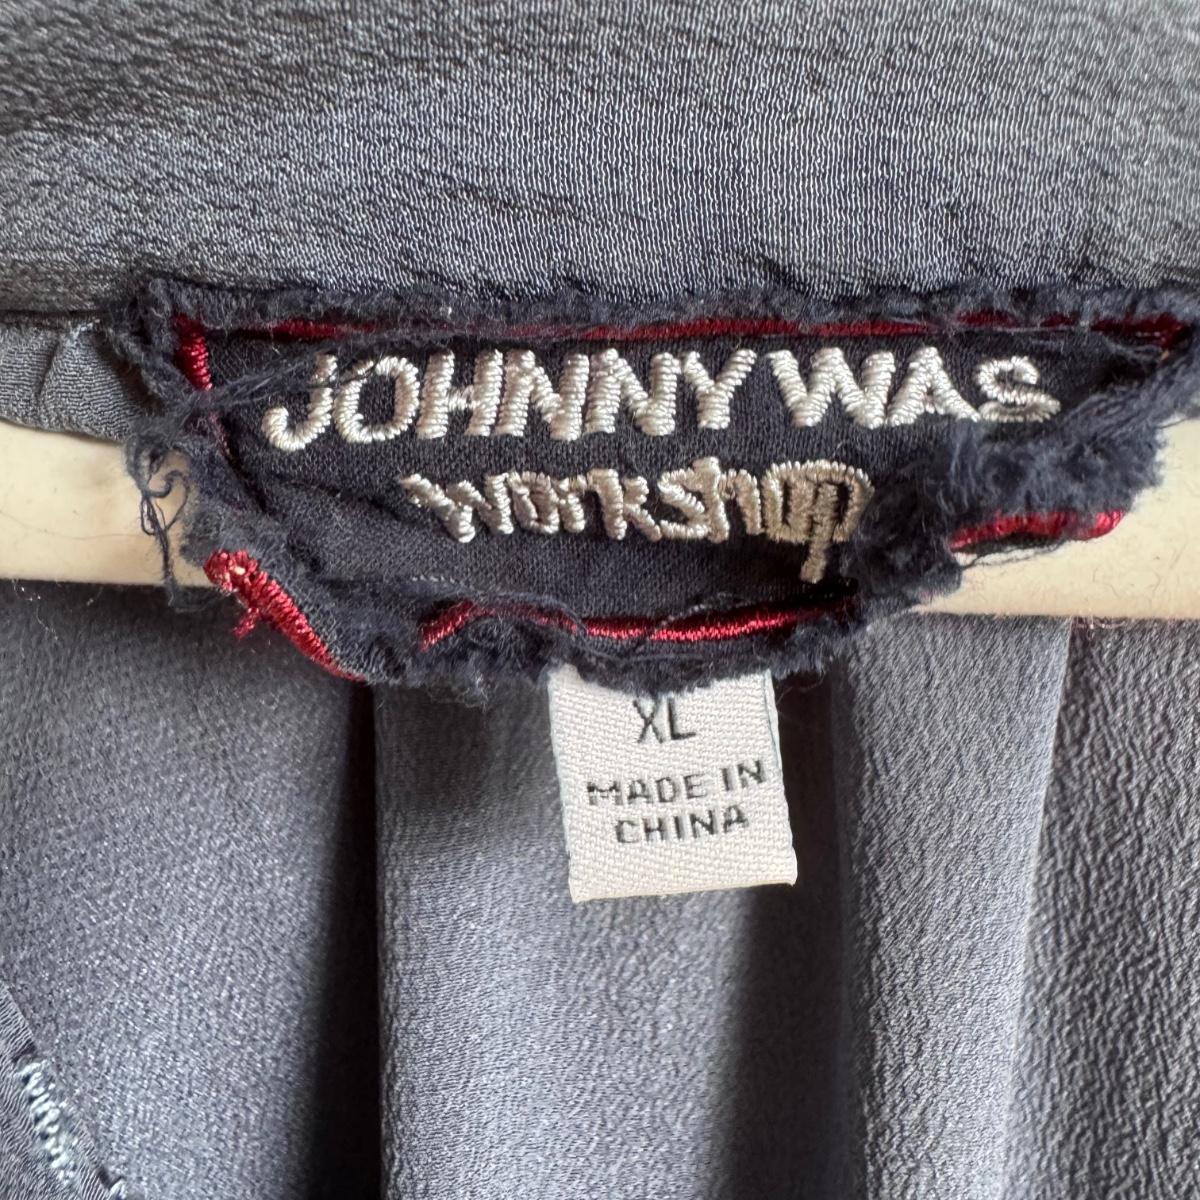 JOHNNY WAS
workshop
XL
MADE IN
CHINA